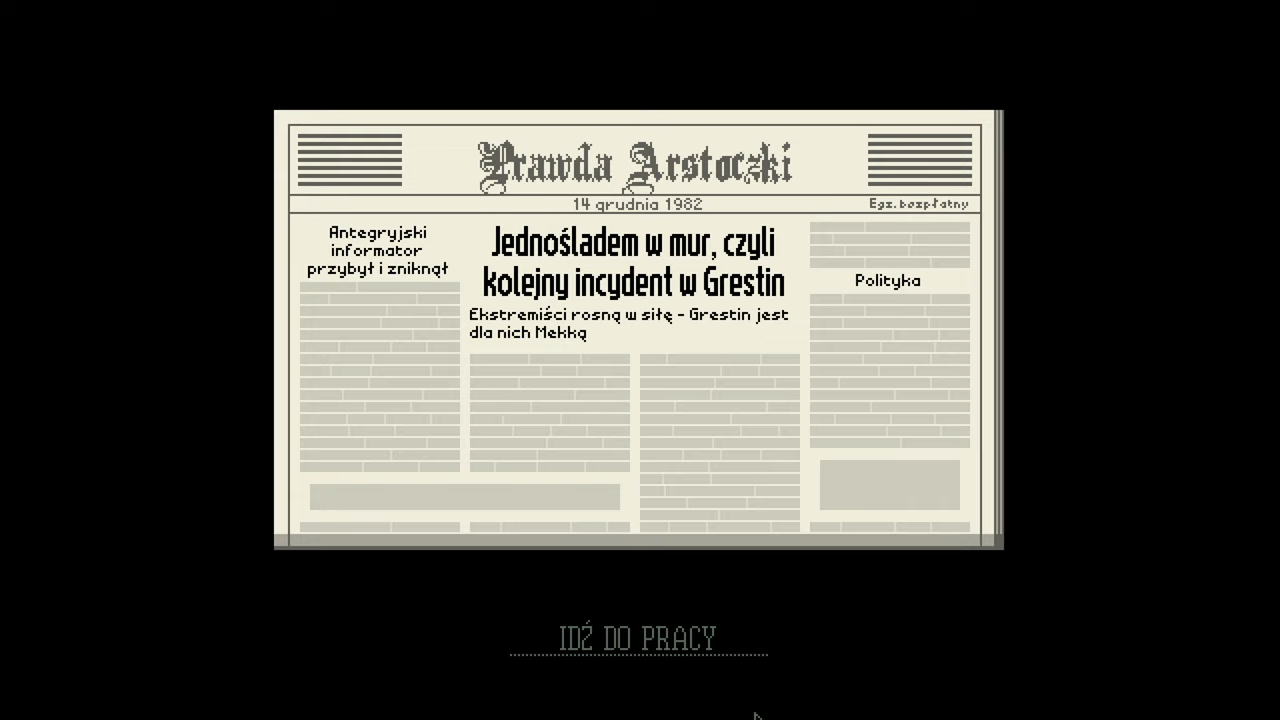 Prawda Arstoczki
14 grudnia 1982
Egz. bezpłatny
Antegryjski
informator
przybył i zniknął
Jednośladem w mur, czyli
kolejny incydent w Grestin
Ekstremiści rosną w siłę - Grestin jest
dla nich Mekką
Polityka
IDŹ DO PRACY